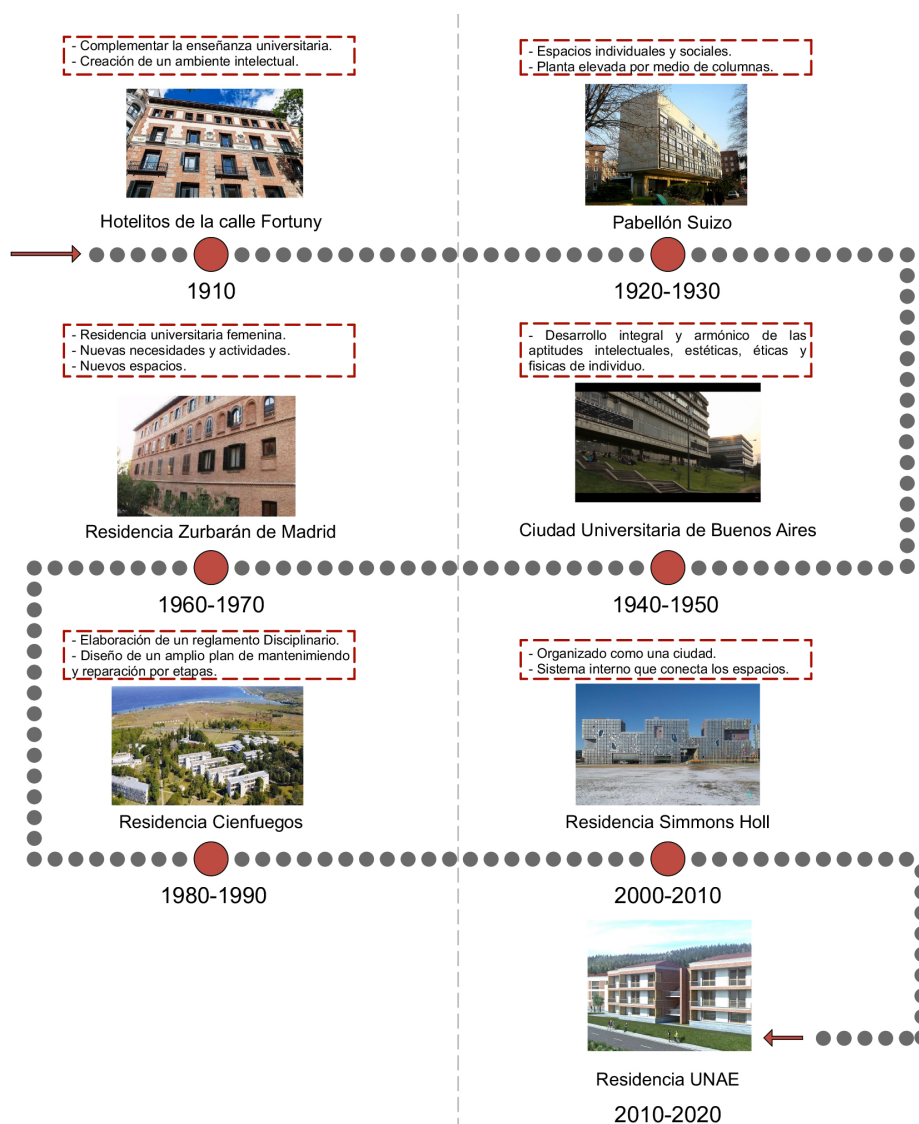 - Complementar la enseñanza universitaria.
- Creación de un ambiente intelectual.
Hotelitos de la calle Fortuny
1910
- Espacios individuales y sociales.
- Planta elevada por medio de columnas.
Pabellón Suizo
1920-1930
- Desarrollo integral y armónico de las
aptitudes intelectuales, estéticas, éticas y
fisicas de individuo.
Ciudad Universitaria de Buenos Aires
1940-1950
- Residencia universitaria femenina.
- Nuevas necesidades y actividades.
- Nuevos espacios.
Residencia Zurbarán de Madrid
1960-1970
- Elaboración de un reglamento Disciplinario.
- Diseño de un amplio plan de mantenimiendo
y reparación por etapas.
Residencia Cienfuegos
1980-1990
- Organizado como una ciudad.
- Sistema interno que conecta los espacios.
Residencia Simmons Holl
2000-2010
Residencia UNAE
2010-2020